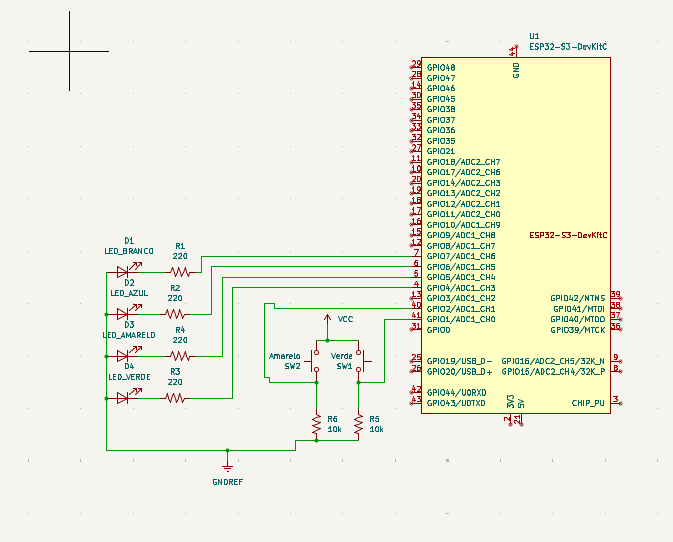 U1
ESP32-S3-DevKitC
44
GND
29 GPIO48
28 GPIO47
14 GPIO46
30 GPIO45
35 GPIO38
34 GPIO37
33 GPIO36
32 GPIO35
27 GPIO21
11 GPIO18/ADC2_CH7
10 GPIO17/ADC2_CH6
20 GPIO14/ADC2_CH3
19 GPIO13/ADC2_CH2
18 GPIO12/ADC2_CH1
17 GPIO11/ADC2_CH0
16 GPIO10/ADC1_CH9
15 GPIO9/ADC1_CH8
ESP32-S3-DevKitC
12 GPIO8/ADC1_CH7
7 GPIO7/ADC1_CH6
6 GPIO6/ADC1_CH5
5 GPIO5/ADC1_CH4
4 GPIO4/ADC1_CH3
13 GPIO3/ADC1_CH2
40 GPIO2/ADC1_CH1
41 GPIO1/ADC1_CH0
31 GPIO0
GPIO42/MTNS 39
GPIO41/MTDI 38
GPIO40/MTDO 37
GPIO39/MTCK 36
25 GPIO19/USB_D-
26 GPIO20/USB_D+
GPIO16/ADC2_CH5/32K_N 9
GPIO15/ADC2_CH4/32K_P 8
42 GPIO44/U0RXD
43 GPIO43/U0TXD
CHIP_PU 3
3V3
5V
2
21
D1
LED_BRANCO
R1
220
D2
LED_AZUL
R2
220
D3
LED_AMARELO
R4
220
D4
LED_VERDE
R3
220
VCC
Amarelo
SW2
Verde
SW1
R6
10k
R5
10k
GNDREF